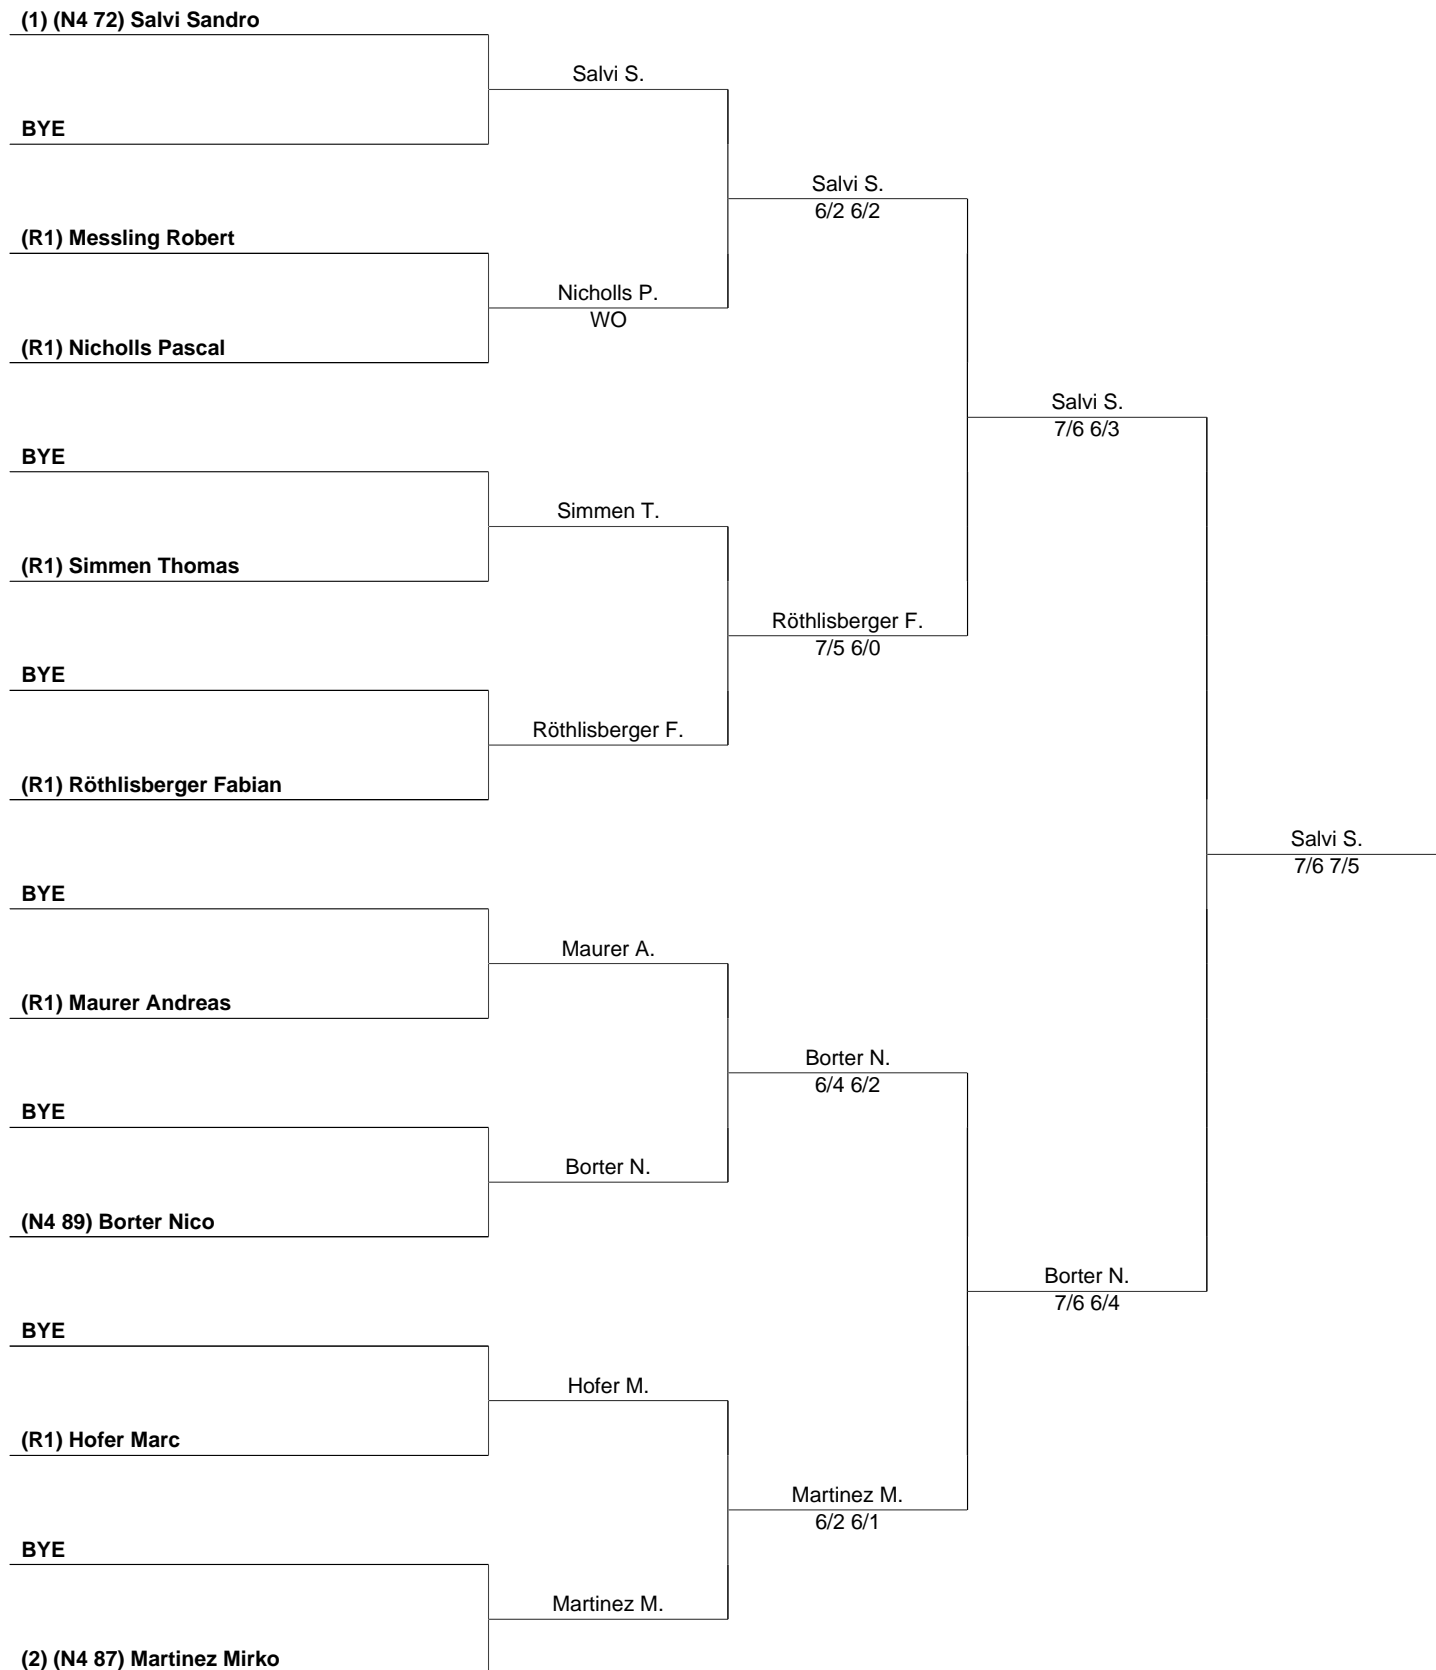 (1) (N4 72) Salvi Sandro
Salvi S.
BYE
Salvi S.
6/2 6/2
(R1) Messling Robert
Nicholls P.
WO
(R1) Nicholls Pascal
Salvi S.
7/6 6/3
BYE
Simmen T.
(R1) Simmen Thomas
Röthlisberger F.
7/5 6/0
BYE
Röthlisberger F.
(R1) Röthlisberger Fabian
Salvi S.
7/6 7/5
BYE
Maurer A.
(R1) Maurer Andreas
Borter N.
6/4 6/2
BYE
Borter N.
(N4 89) Borter Nico
Borter N.
7/6 6/4
BYE
Hofer M.
(R1) Hofer Marc
Martinez M.
6/2 6/1
BYE
Martinez M.
(2) (N4 87) Martinez Mirko